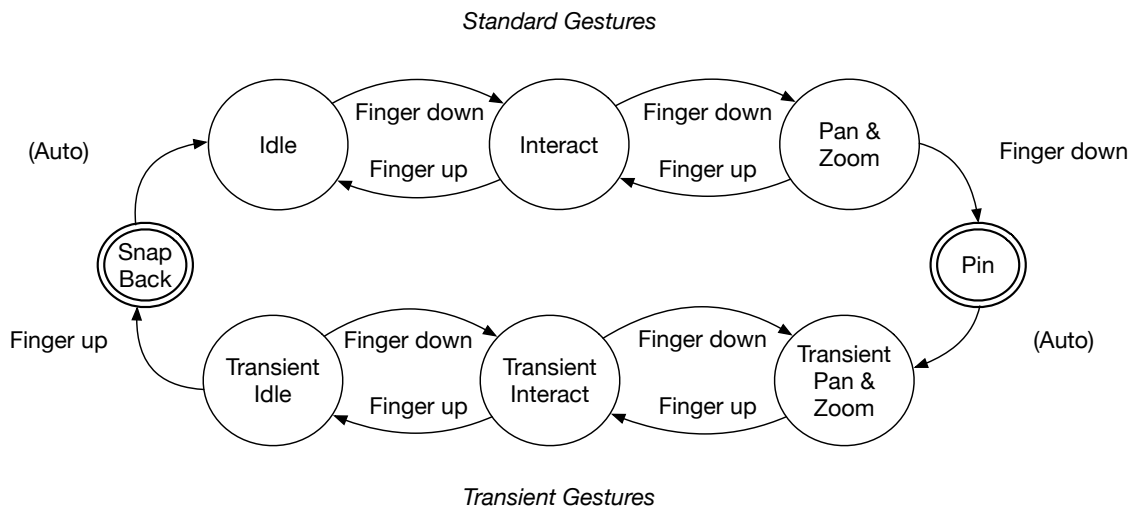 Standard Gestures
(Auto)
Idle
Finger down
Finger up
Interact
Finger down
Finger up
Pan &
Zoom
Finger down
Snap
Back
Pin
Finger up
Transient
Idle
Finger down
Finger up
Transient
Interact
Finger down
Finger up
Transient
Pan &
Zoom
(Auto)
Transient Gestures